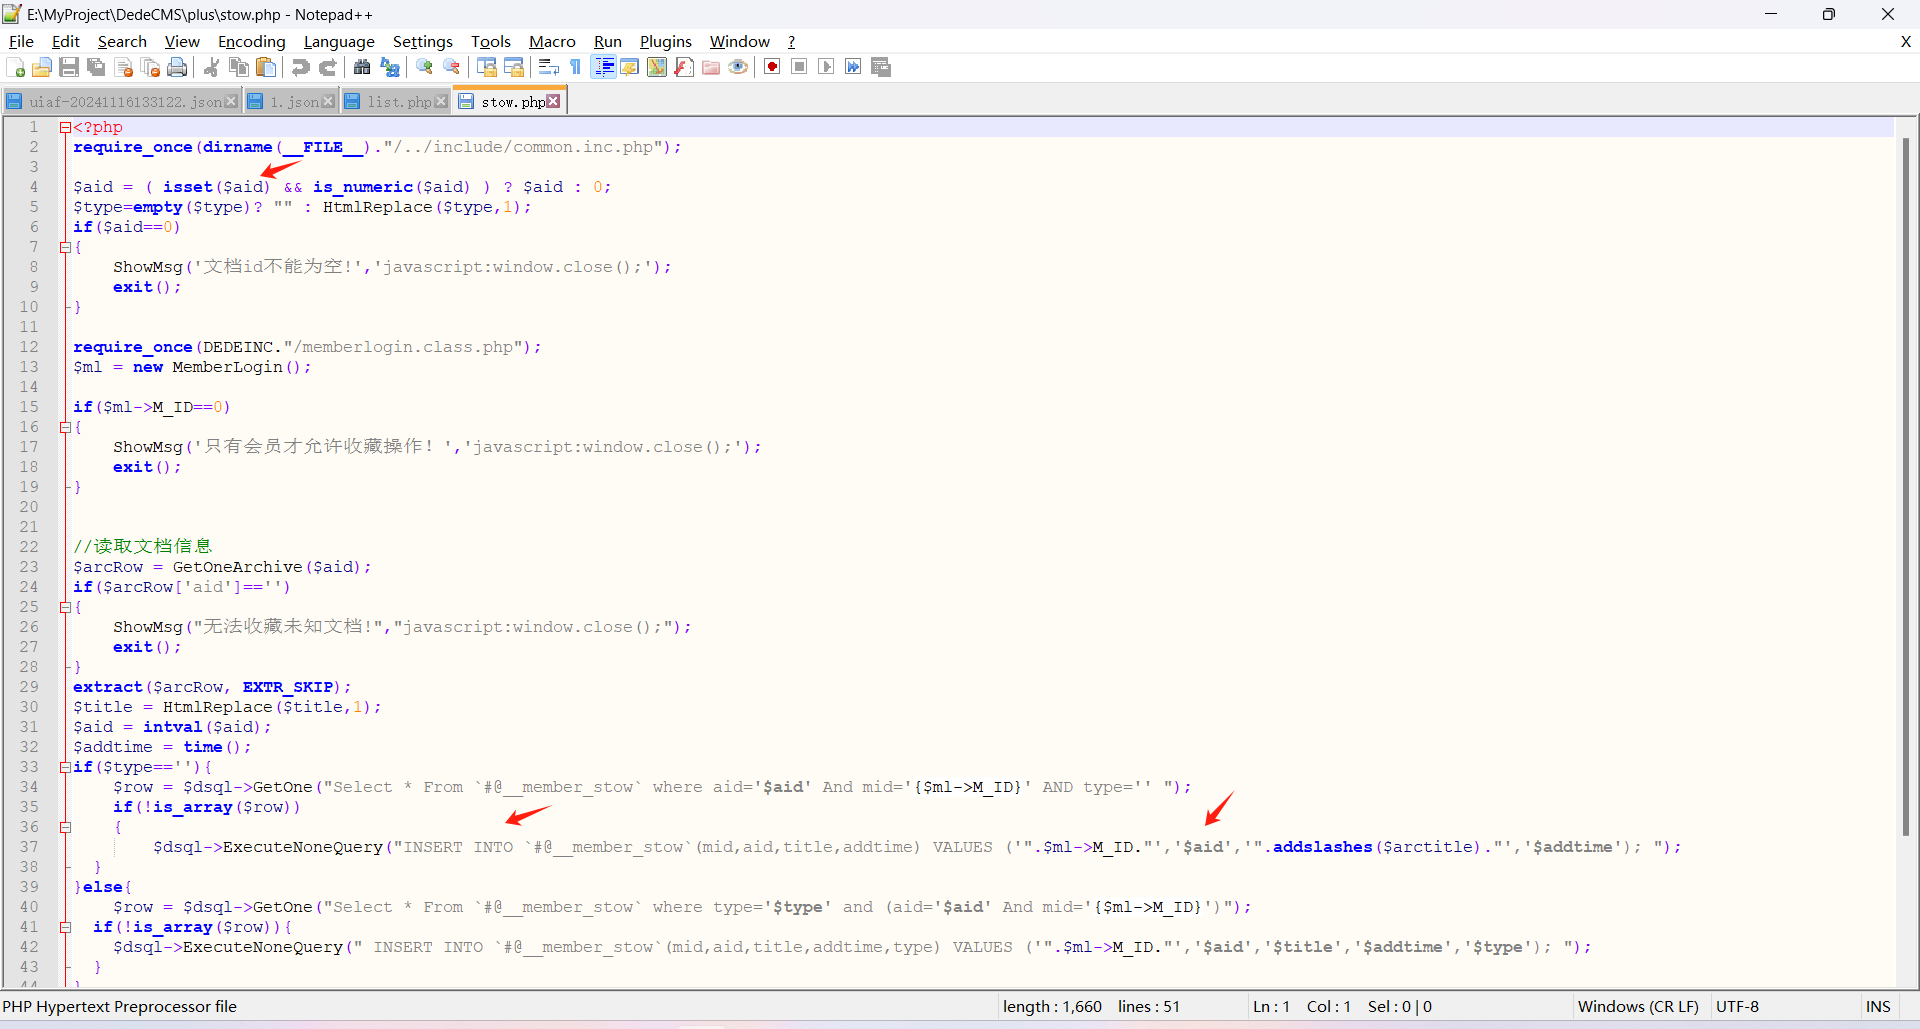 E:\MyProject\DedeCMS\plus\stow.php - Notepad++
File Edit Search View Encoding Language Settings Tools Macro Run Plugins Window ? X
uiaf-20241116133122.json 1.json list.php stow.php
1 <?php
2 require_once(dirname(__FILE__)."/../include/common.inc.php");
3
4 $aid = ( isset($aid) && is_numeric($aid) ) ? $aid : 0;
5 $type=empty($type)? "" : HtmlReplace($type,1);
6 if($aid==0)
7 {
8 ShowMsg('文档id不能为空!','javascript:window.close();');
9 exit();
10 }
11
12 require_once(DEDEINC."/memberlogin.class.php");
13 $ml = new MemberLogin();
14
15 if($ml->M_ID==0)
16 {
17 ShowMsg('只有会员才允许收藏操作！','javascript:window.close();');
18 exit();
19 }
20
21
22 //读取文档信息
23 $arcRow = GetOneArchive($aid);
24 if($arcRow['aid']=='')
25 {
26 ShowMsg("无法收藏未知文档!","javascript:window.close();");
27 exit();
28 }
29 extract($arcRow, EXTR_SKIP);
30 $title = HtmlReplace($title,1);
31 $aid = intval($aid);
32 $addtime = time();
33 if($type==''){
34 $row = $dsql->GetOne("Select * From `#@__member_stow` where aid='$aid' And mid='{$ml->M_ID}' AND type='' ");
35 if(!is_array($row))
36 {
37 $dsql->ExecuteNoneQuery("INSERT INTO `#@__member_stow`(mid,aid,title,addtime) VALUES ('".$ml->M_ID."','$aid','".addslashes($arctitle)."','$addtime'); ");
38 }
39 }else{
40 $row = $dsql->GetOne("Select * From `#@__member_stow` where type='$type' and (aid='$aid' And mid='{$ml->M_ID}')");
41 if(!is_array($row)){
42 $dsql->ExecuteNoneQuery(" INSERT INTO `#@__member_stow`(mid,aid,title,addtime,type) VALUES ('".$ml->M_ID."','$aid','$title','$addtime','$type'); ");
43 }
44 }
PHP Hypertext Preprocessor file length : 1,660 lines : 51 Ln : 1 Col : 1 Sel : 0 | 0 Windows (CR LF) UTF-8 INS